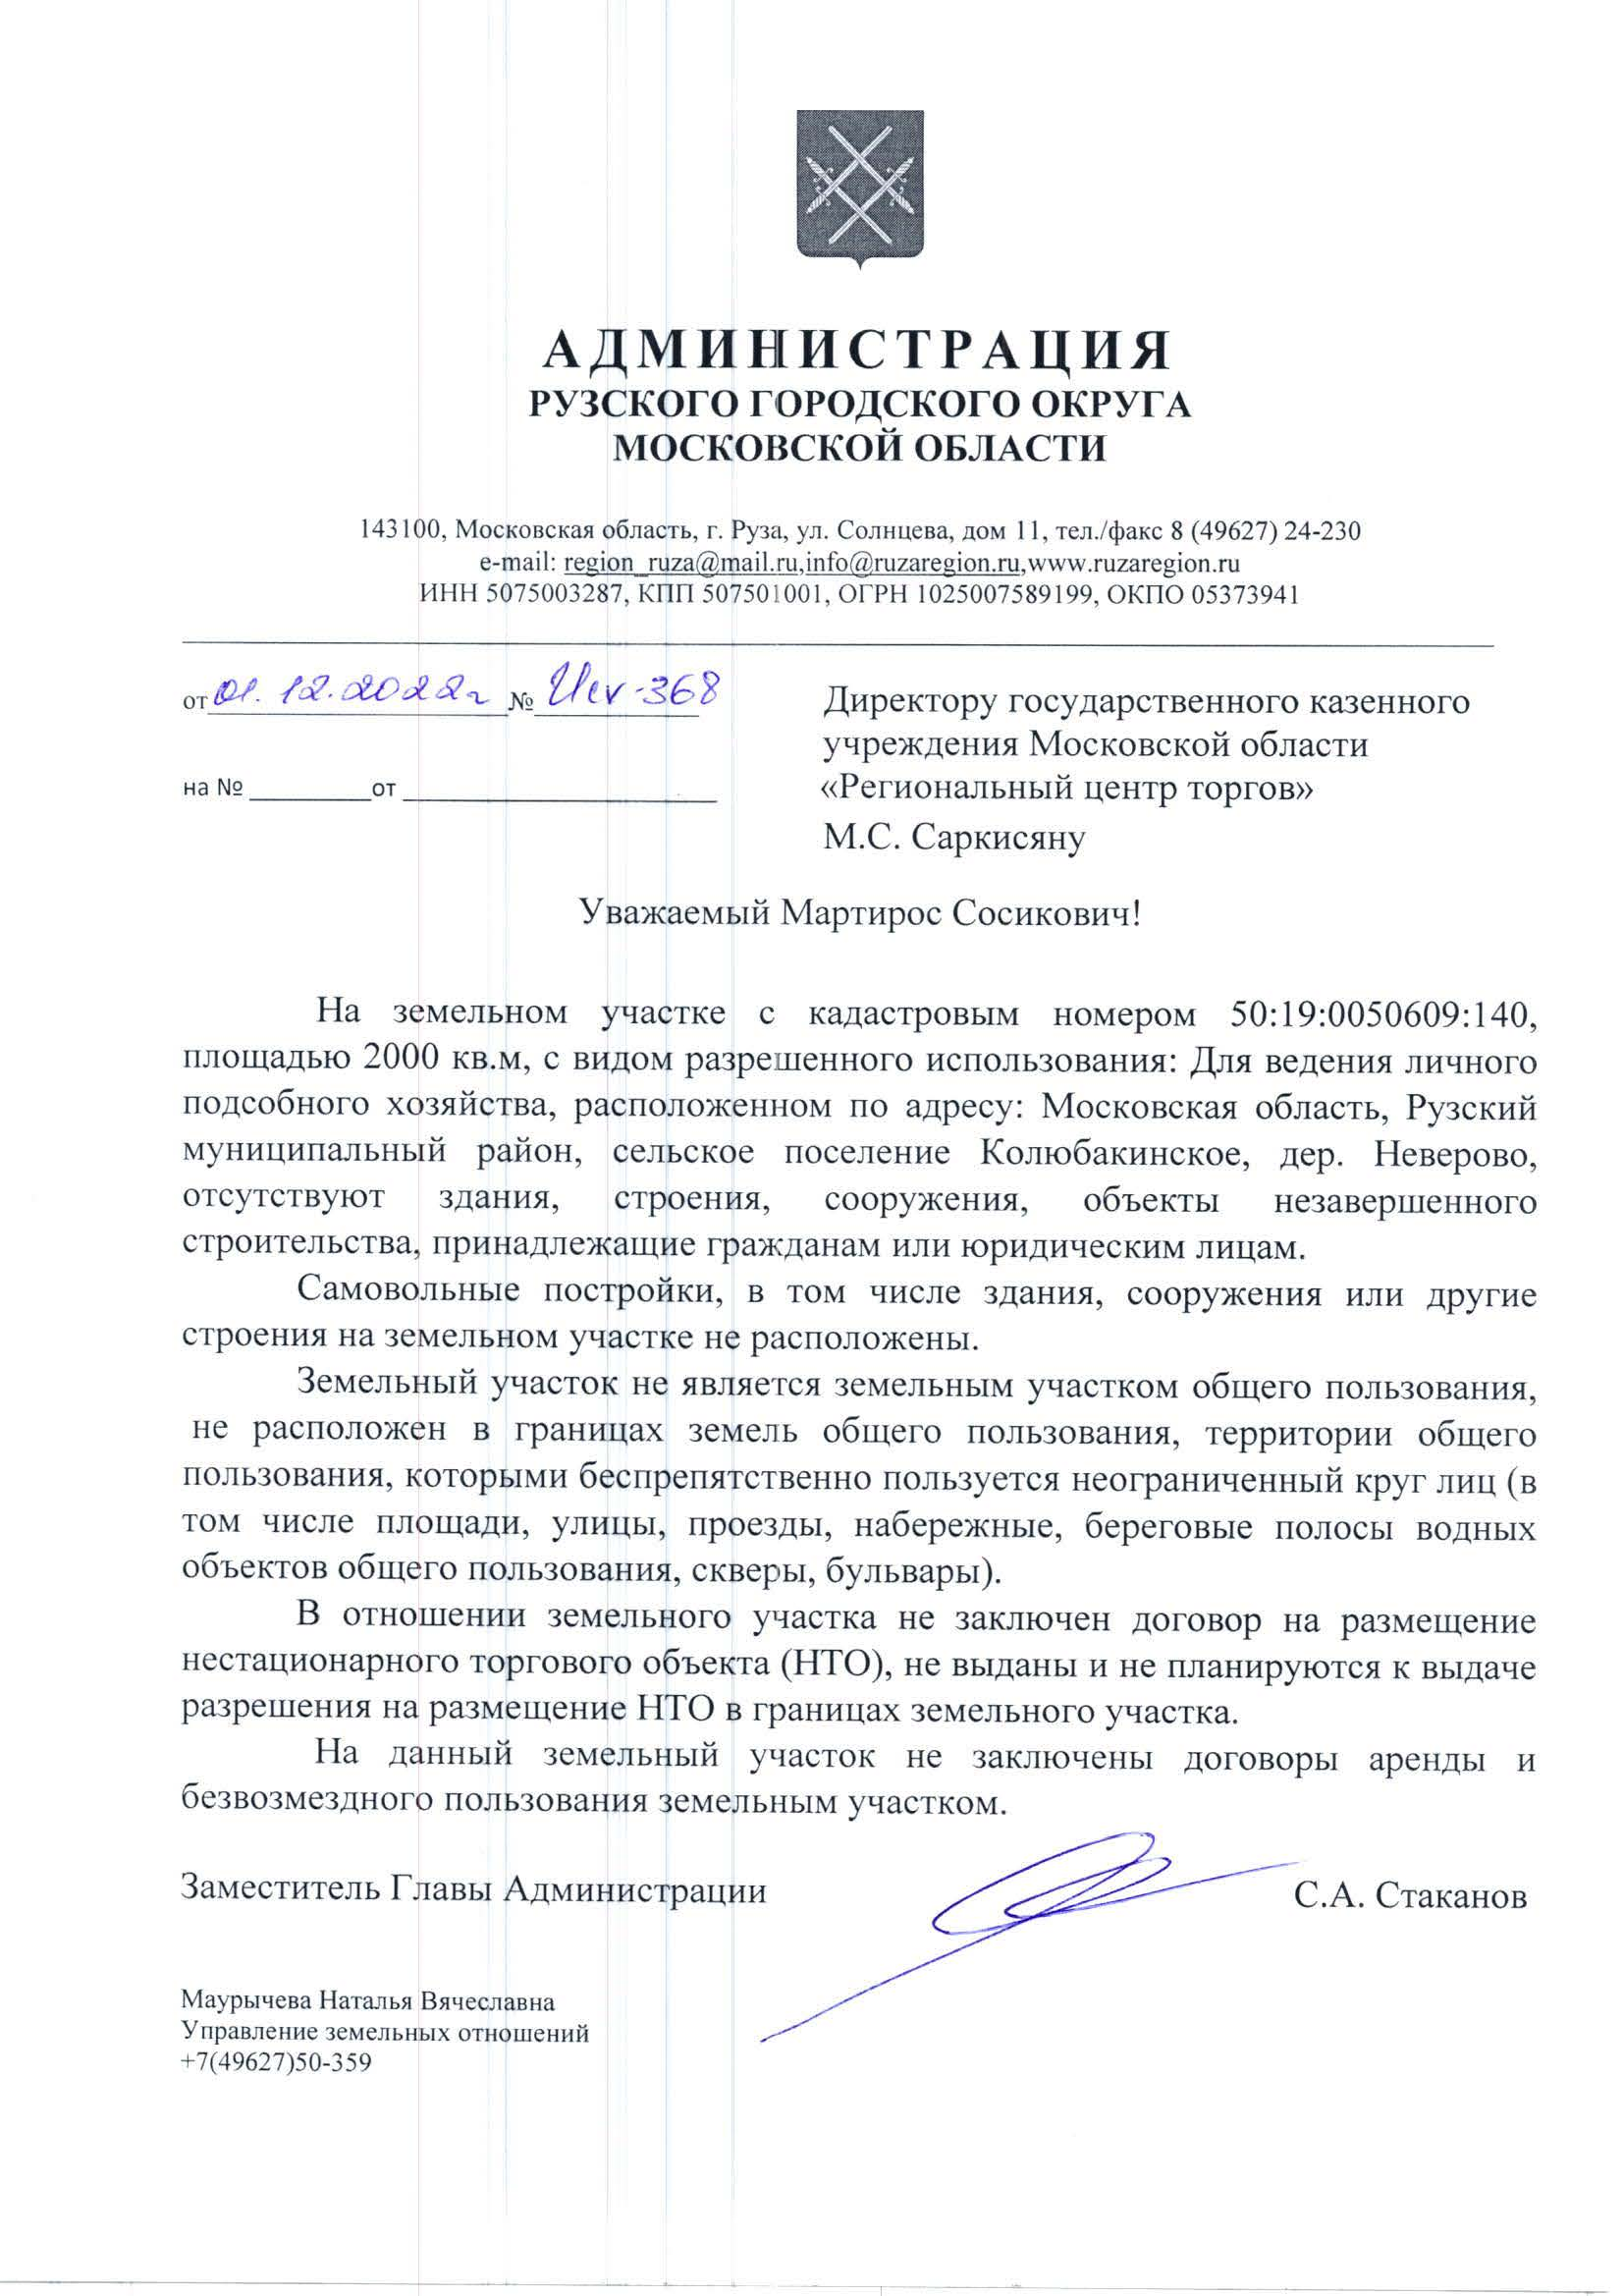 АДМИНИСТРАЦИЯ
РУЗСКОГО ГОРОДСКОГО ОКРУГА
МОСКОВСКОЙ ОБЛАСТИ
143100, Московская область, г. Руза, ул. Солнцева, дом 11, тел./факс 8 (49627) 24-230
e-mail: region_ruza@mail.ru,info@ruzaregion.ru,www.ruzaregion.ru
ИНН 5075003287, КПП 507501001, ОГРН 1025007589199, ОКПО 05373941
от 01.12.2022г № Исх-368
на № __________ от __________
Директору государственного казенного
учреждения Московской области
«Региональный центр торгов»
М.С. Саркисяну
Уважаемый Мартирос Сосикович!
На земельном участке с кадастровым номером 50:19:0050609:140,
площадью 2000 кв.м, с видом разрешенного использования: Для ведения личного
подсобного хозяйства, расположенном по адресу: Московская область, Рузский
муниципальный район, сельское поселение Колюбакинское, дер. Неверово,
отсутствуют здания, строения, сооружения, объекты незавершенного
строительства, принадлежащие гражданам или юридическим лицам.
Самовольные постройки, в том числе здания, сооружения или другие
строения на земельном участке не расположены.
Земельный участок не является земельным участком общего пользования,
не расположен в границах земель общего пользования, территории общего
пользования, которыми беспрепятственно пользуется неограниченный круг лиц (в
том числе площади, улицы, проезды, набережные, береговые полосы водных
объектов общего пользования, скверы, бульвары).
В отношении земельного участка не заключен договор на размещение
нестационарного торгового объекта (НТО), не выданы и не планируются к выдаче
разрешения на размещение НТО в границах земельного участка.
На данный земельный участок не заключены договоры аренды и
безвозмездного пользования земельным участком.
Заместитель Главы Администрации С.А. Стаканов
Маурычева Наталья Вячеславна
Управление земельных отношений
+7(49627)50-359